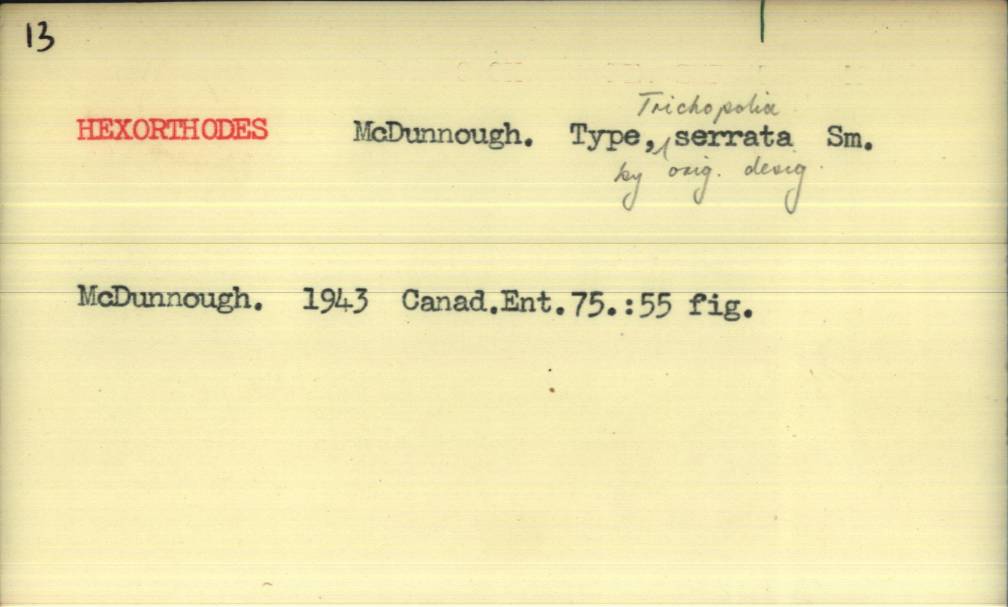 13
Trichopolia
HEXORTHODES McDunnough. Type, serrata Sm.
by orig. desig.
McDunnough. 1943 Canad.Ent.75.:55 fig.